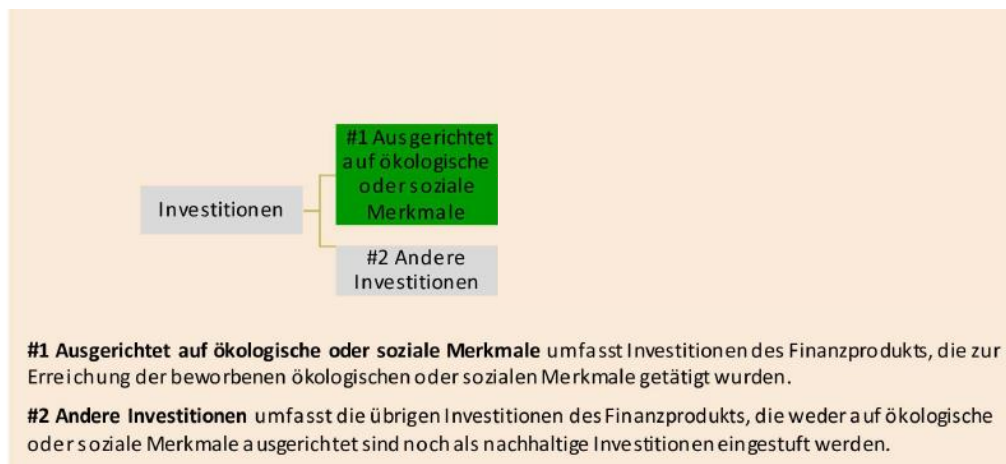 #1 Ausgerichtet
auf ökologische
oder soziale
Merkmale
Investitionen
#2 Andere
Investitionen
#1 Ausgerichtet auf ökologische oder soziale Merkmale umfasst Investitionen des Finanzprodukts, die zur
Erreichung der beworbenen ökologischen oder sozialen Merkmale getätigt wurden.
#2 Andere Investitionen umfasst die übrigen Investitionen des Finanzprodukts, die weder auf ökologische
oder soziale Merkmale ausgerichtet sind noch als nachhaltige Investitionen eingestuft werden.